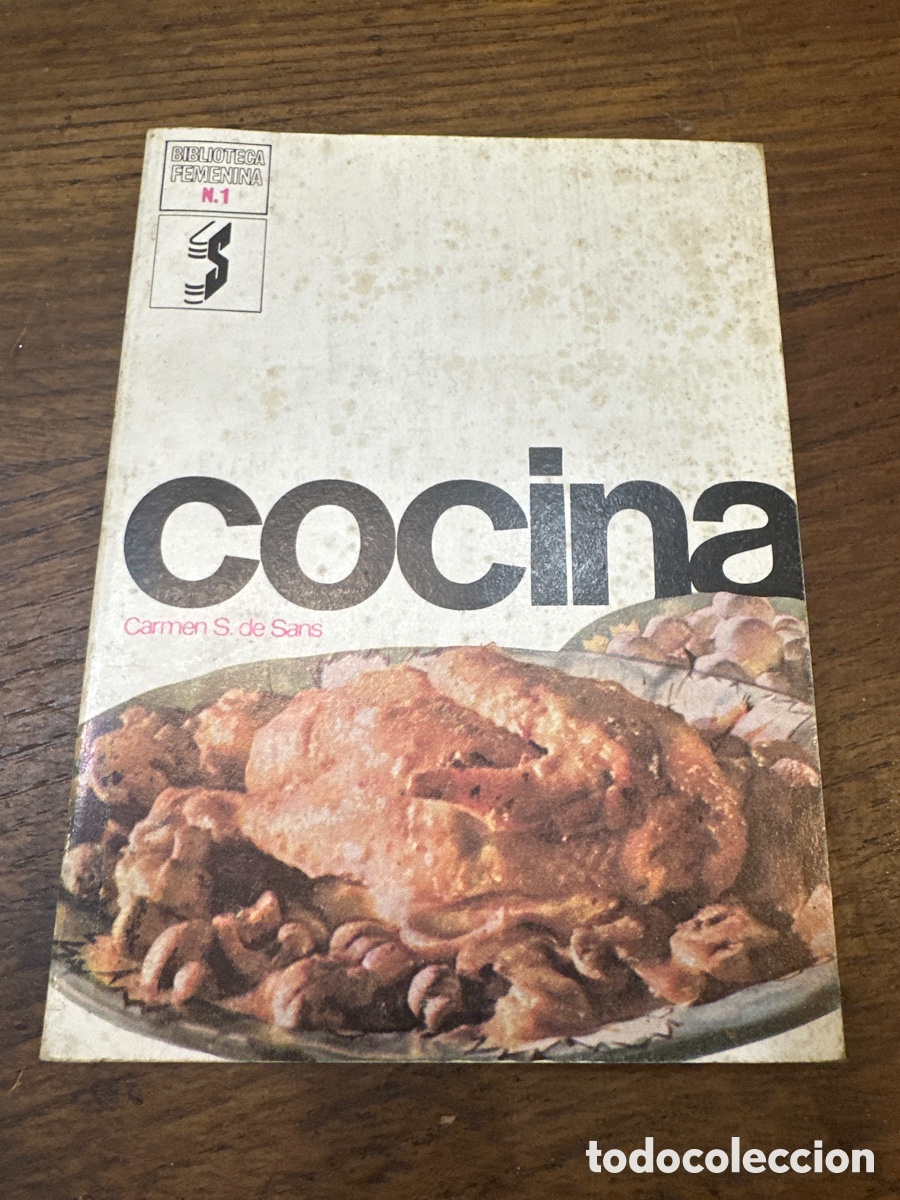 BIBLIOTECA
FEMENINA
N.1
S
cocina
Carmen S. de Sans
todocoleccion